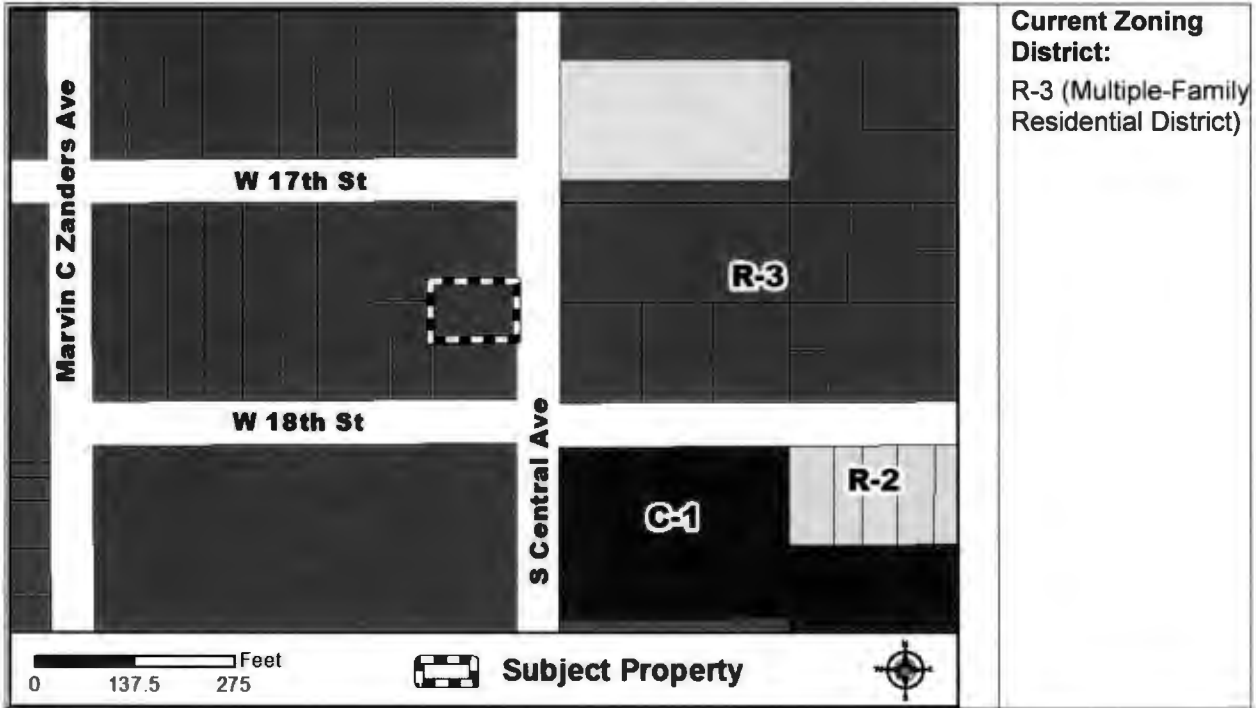 Current Zoning
District:
R-3 (Multiple-Family
Residential District)
Marvin C Zanders Ave
W 17th St
R-3
W 18th St
S Central Ave
C-1
R-2
Feet
0 137.5 275
Subject Property
N